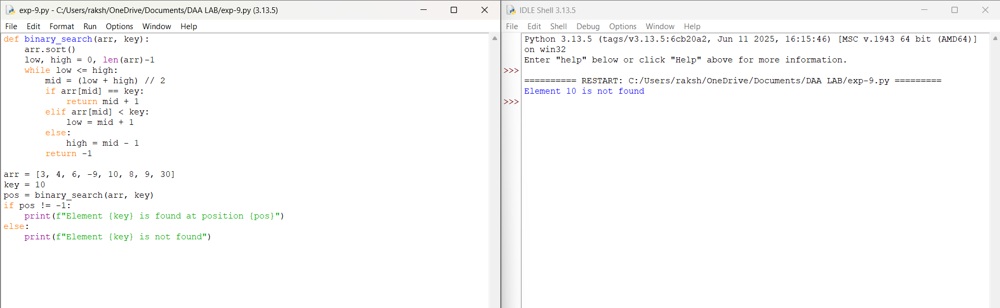 exp-9.py - C:/Users/raksh/OneDrive/Documents/DAA LAB/exp-9.py (3.13.5)
File Edit Format Run Options Window Help
def binary_search(arr, key):
    arr.sort()
    low, high = 0, len(arr)-1
    while low <= high:
        mid = (low + high) // 2
        if arr[mid] == key:
            return mid + 1
        elif arr[mid] < key:
            low = mid + 1
        else:
            high = mid - 1
        return -1

arr = [3, 4, 6, -9, 10, 8, 9, 30]
key = 10
pos = binary_search(arr, key)
if pos != -1:
    print(f"Element {key} is found at position {pos}")
else:
    print(f"Element {key} is not found")
IDLE Shell 3.13.5
File Edit Shell Debug Options Window Help
Python 3.13.5 (tags/v3.13.5:6cb20a2, Jun 11 2025, 16:15:46) [MSC v.1943 64 bit (AMD64)]
on win32
Enter "help" below or click "Help" above for more information.
>>>
========== RESTART: C:/Users/raksh/OneDrive/Documents/DAA LAB/exp-9.py =========
Element 10 is not found
>>>